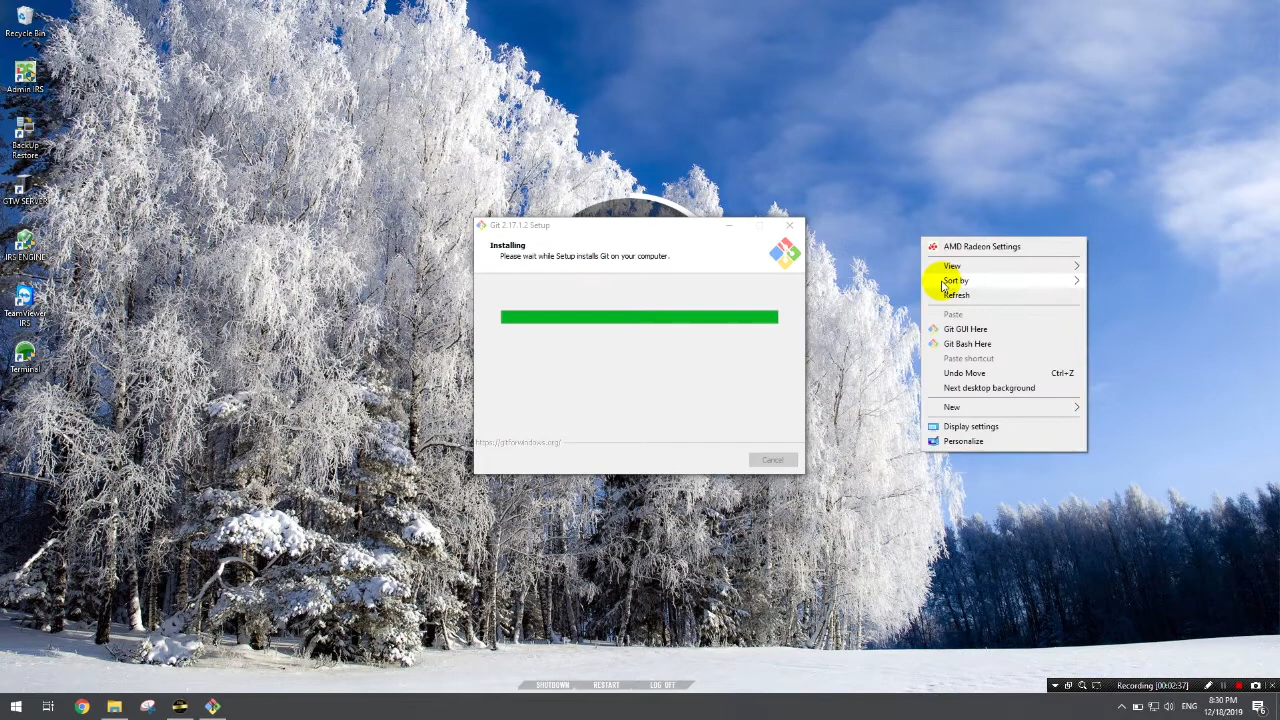 Recycle Bin
Admin IRS
BackUp
Restore
GTW SERVER
IRS ENGINE
TeamViewer
IRS
Terminal
Git 2.17.1.2 Setup
Installing
Please wait while Setup installs Git on your computer.
https://gitforwindows.org/
Cancel
AMD Radeon Settings
View
Sort by
Refresh
Paste
Git GUI Here
Git Bash Here
Paste shortcut
Undo Move Ctrl+Z
Next desktop background
New
Display settings
Personalize
SHUTDOWN RESTART LOG OFF
Recording [00:02:37]
ENG
8:30 PM
12/18/2019
6